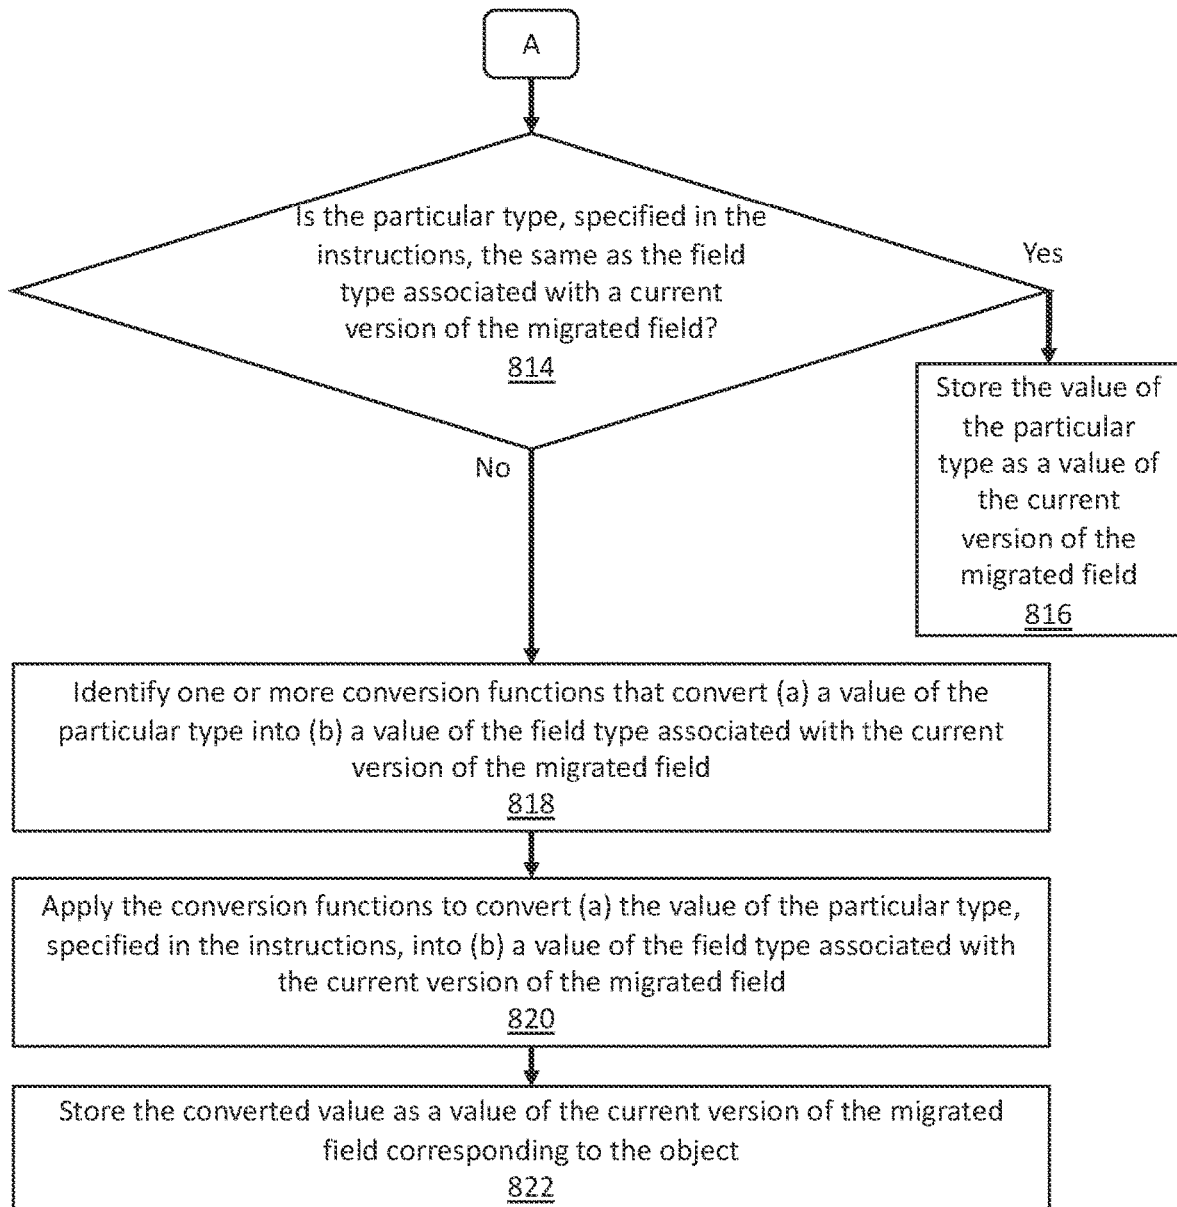 A
Is the particular type, specified in the
instructions, the same as the field
type associated with a current
version of the migrated field?
814
Yes
No
Store the value of
the particular
type as a value of
the current
version of the
migrated field
816
Identify one or more conversion functions that convert (a) a value of the
particular type into (b) a value of the field type associated with the current
version of the migrated field
818
Apply the conversion functions to convert (a) the value of the particular type,
specified in the instructions, into (b) a value of the field type associated with
the current version of the migrated field
820
Store the converted value as a value of the current version of the migrated
field corresponding to the object
822